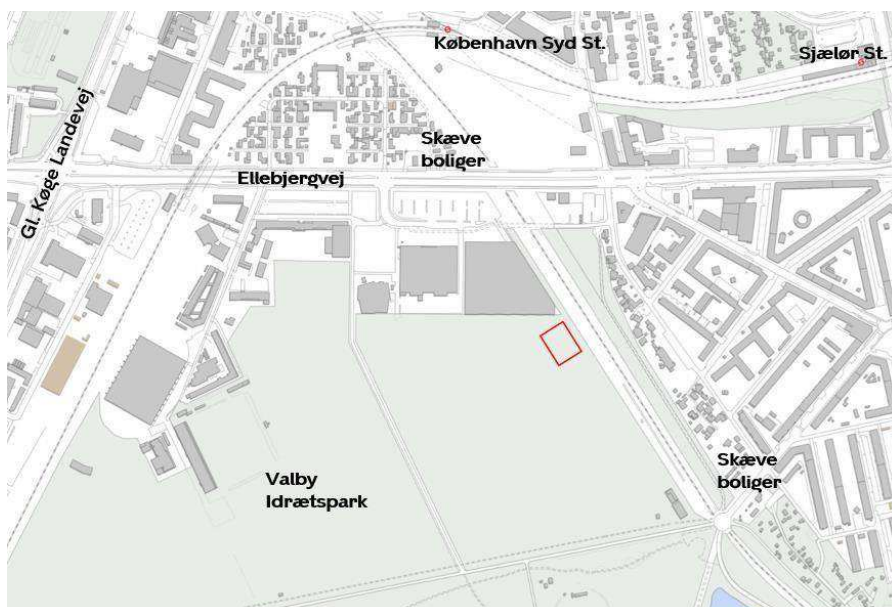 København Syd St.
Sjælør St.
Skæve
boliger
Ellebjergvej
Gl. Køge Landevej
Valby
Idrætspark
Skæve
boliger